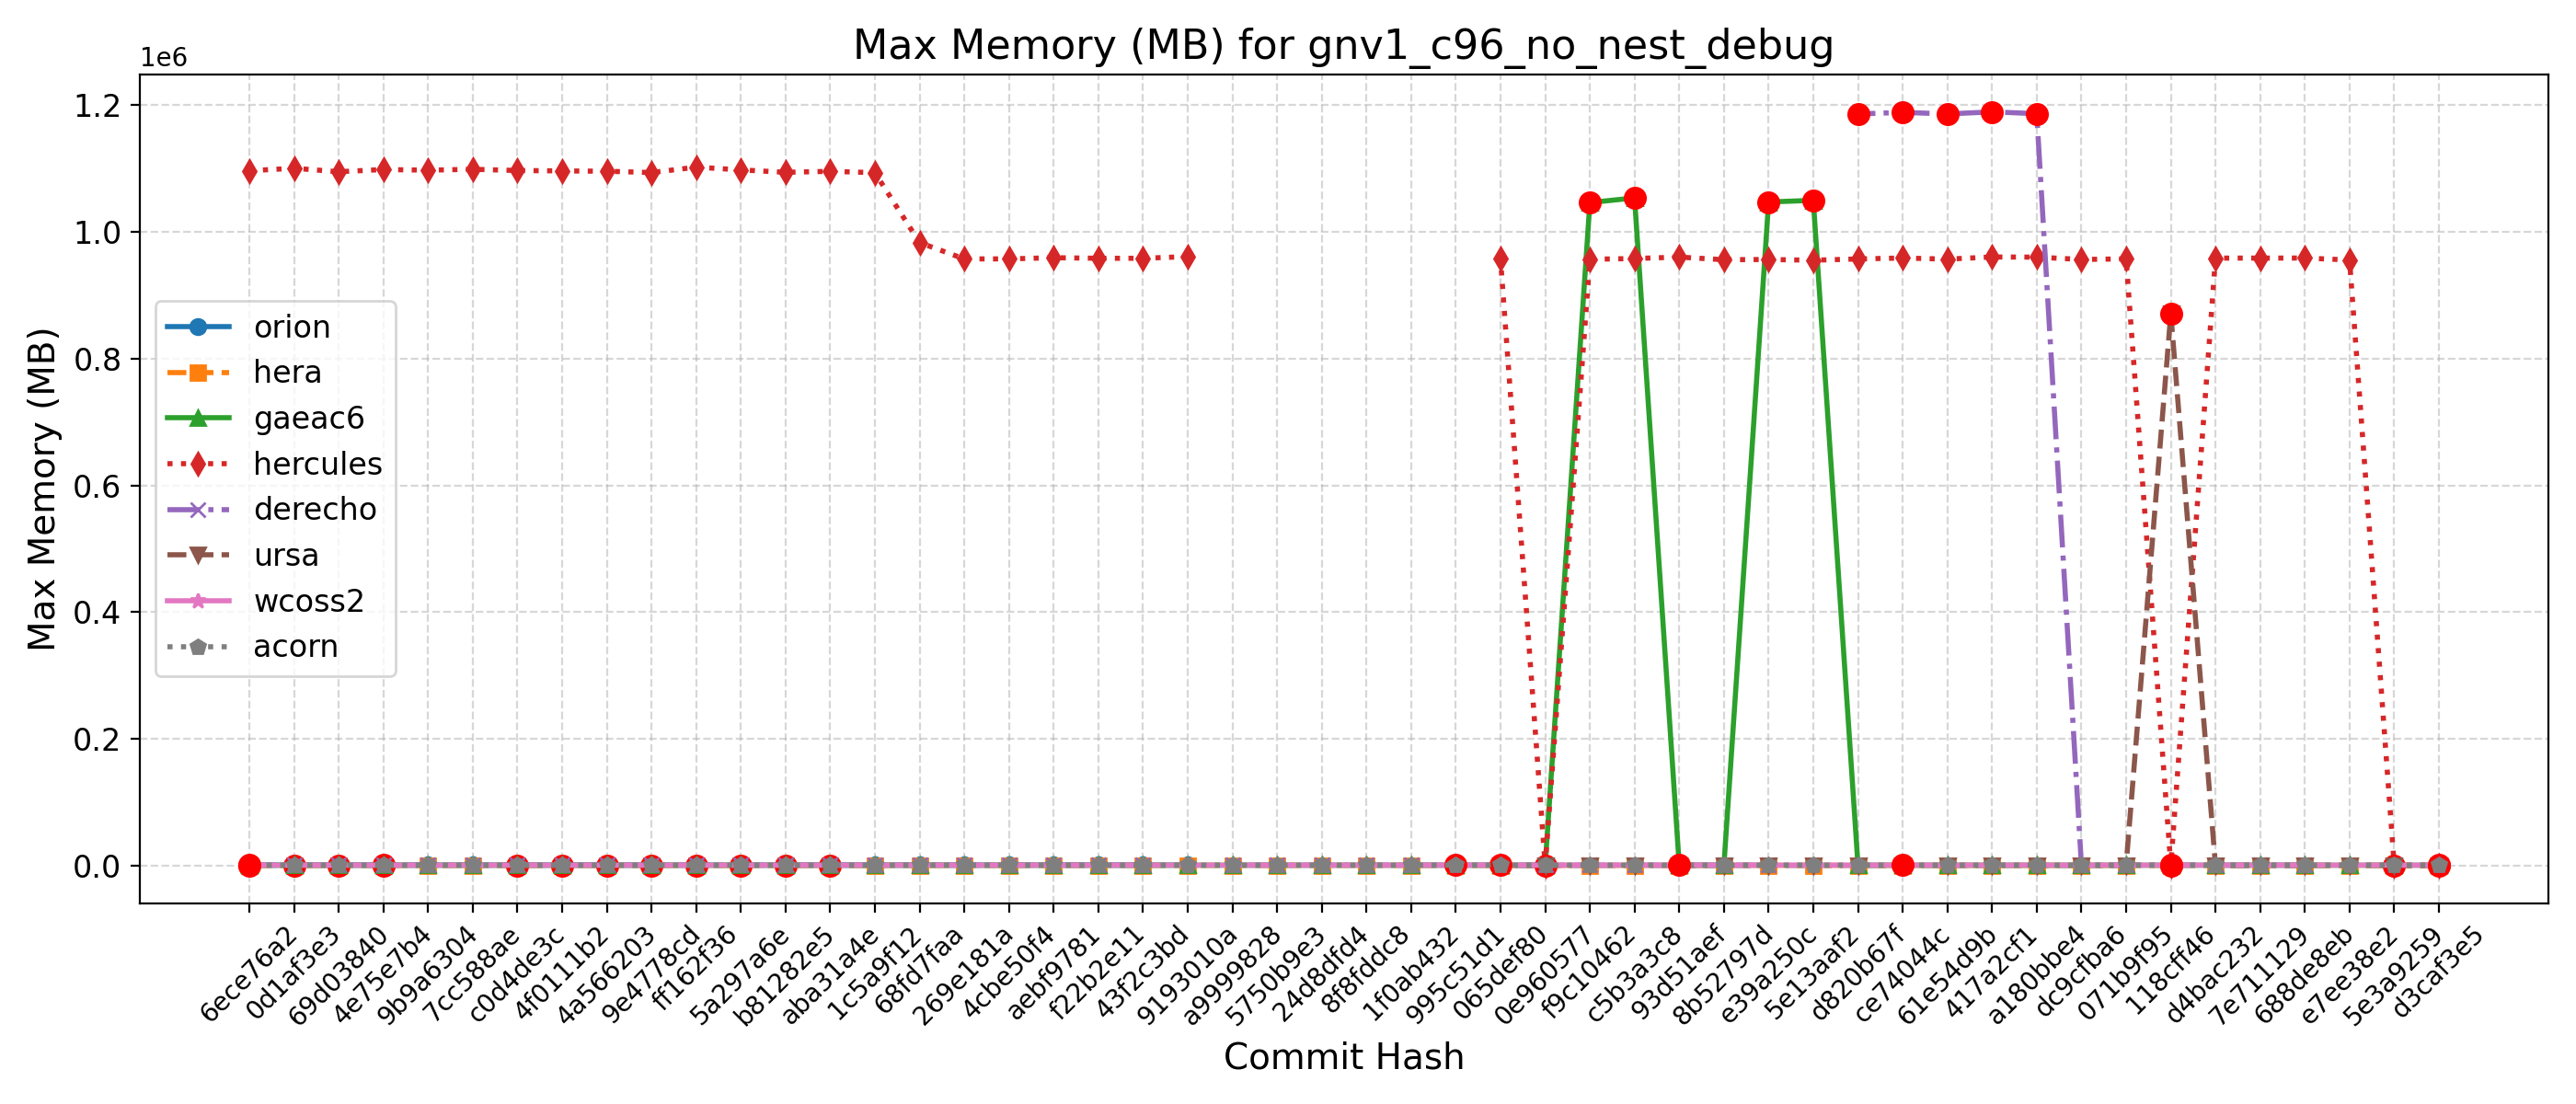 Max Memory (MB) for gnv1_c96_no_nest_debug
1e6
1.2
1.0
0.8
0.6
0.4
0.2
0.0
Max Memory (MB)
orion
hera
gaeac6
hercules
derecho
ursa
wcoss2
acorn
6ece76a2
0d1af3e3
69d03840
4e75e7b4
9b9a6304
7cc588ae
c0d4de3c
4f0111b2
4a566203
9e4778cd
ff162f36
5a297a6e
b81282e5
aba31a4e
1c5a9f12
68fd7faa
269e181a
4cbe50f4
aebf9781
f22b2e11
43f2c3bd
9193010a
a9999828
5750b9e3
24d8dfd4
8f8fddc8
1f0ab432
995c51d1
065def80
0e960577
f9c10462
c5b3a3c8
93d51aef
8b52797d
e39a250c
5e13aaf2
d820b67f
ce74044c
61e54d9b
417a2cf1
a180bbe4
dc9cfba6
071b9f95
118cff46
d4bac232
7e711129
688de8eb
e7ee38e2
5e3a9259
d3caf3e5
Commit Hash